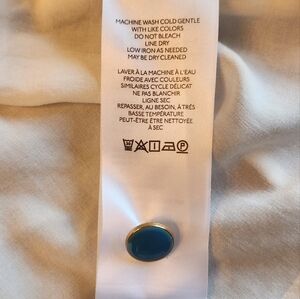 MACHINE WASH COLD GENTLE
WITH LIKE COLORS
DO NOT BLEACH
LINE DRY
LOW IRON AS NEEDED
MAY BE DRY CLEANED
LAVER À LA MACHINE À L'EAU
FROIDE AVEC COULEURS
SIMILAIRES CYCLE DÉLICAT
NE PAS BLANCHIR
LIGNE SEC
REPASSER, AU BESOIN, À TRÈS
BASSE TEMPÉRATURE
PEUT-ÊTRE ÊTRE NETTOYÉE
À SEC